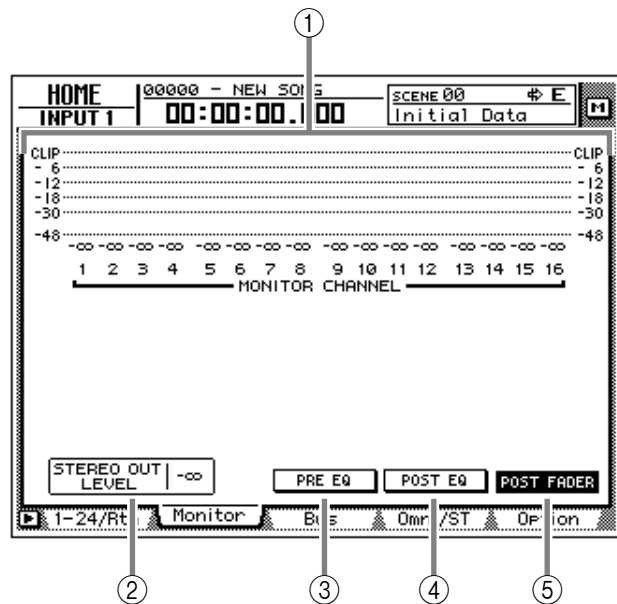 ①
HOME
INPUT 1
00000 - NEW SONG
00:00:00.000
SCENE 00 E
Initial Data
M
CLIP CLIP
- 6 - 6
-12 -12
-18 -18
-30 -30
-48 -48
-∞ -∞ -∞ -∞ -∞ -∞ -∞ -∞ -∞ -∞ -∞ -∞ -∞ -∞ -∞ -∞
1 2 3 4 5 6 7 8 9 10 11 12 13 14 15 16
MONITOR CHANNEL
STEREO OUT
LEVEL
-∞
PRE EQ
POST EQ
POST FADER
1-24/Rtn
Monitor
Bus
Omni/ST
Option
② ③ ④ ⑤